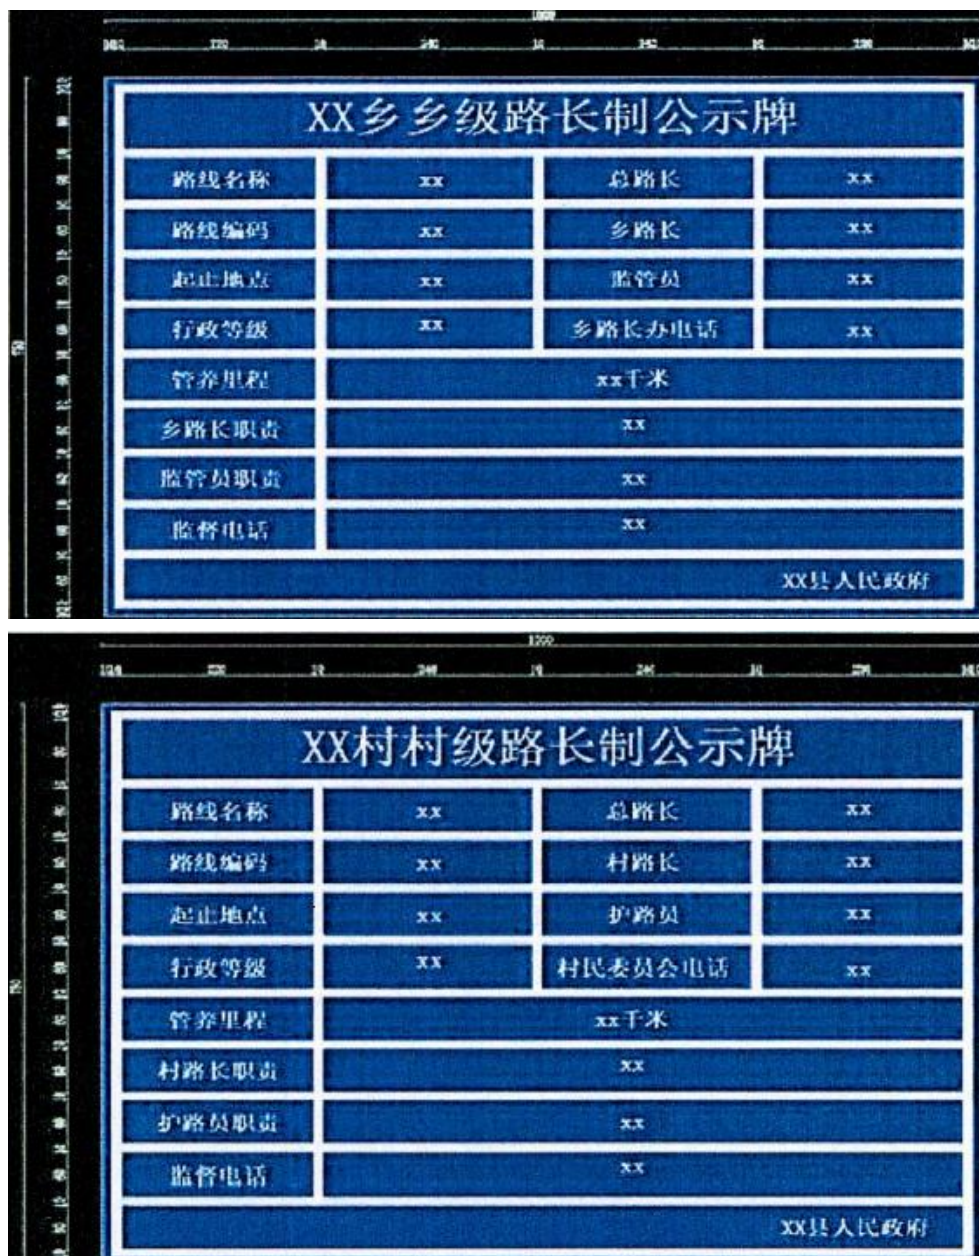 XX乡乡级路长制公示牌
路线名称 xx 总路长 xx
路线编码 xx 乡路长 xx
起止地点 xx 监管员 xx
行政等级 xx 乡路长办电话 xx
管养里程 xx千米
乡路长职责 xx
监管员职责 xx
监督电话 xx
XX县人民政府
XX村村级路长制公示牌
路线名称 xx 总路长 xx
路线编码 xx 村路长 xx
起止地点 xx 护路员 xx
行政等级 xx 村民委员会电话 xx
管养里程 xx千米
村路长职责 xx
护路员职责 xx
监督电话 xx
XX县人民政府